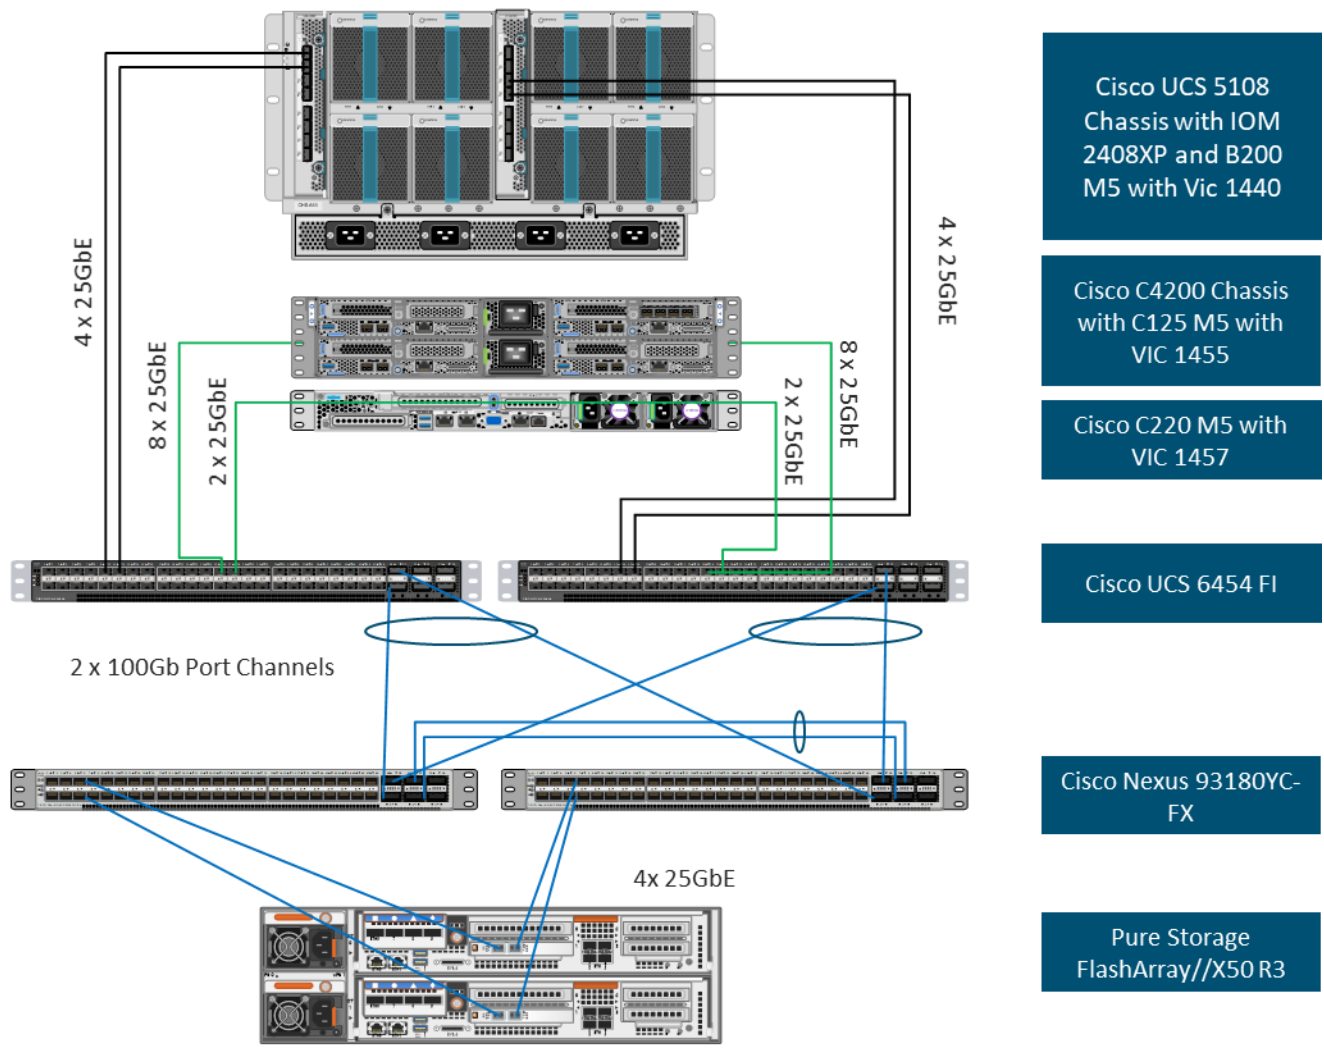 Cisco UCS 5108
Chassis with IOM
2408XP and B200
M5 with Vic 1440
4 x 25GbE
4 x 25GbE
Cisco C4200 Chassis
with C125 M5 with
VIC 1455
8 x 25GbE
2 x 25GbE
8 x 25GbE
2 x 25GbE
Cisco C220 M5 with
VIC 1457
Cisco UCS 6454 FI
2 x 100Gb Port Channels
Cisco Nexus 93180YC-
FX
4x 25GbE
Pure Storage
FlashArray//X50 R3